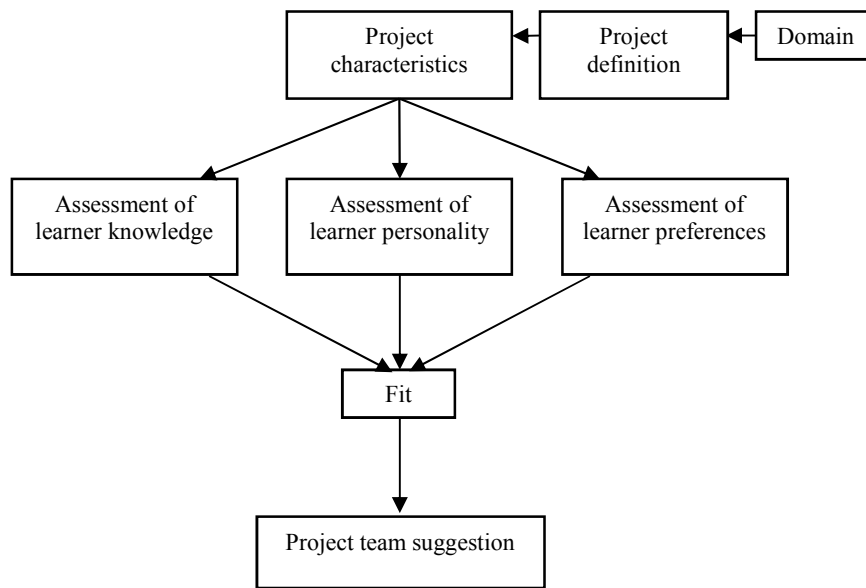 Project
characteristics
Project
definition
Domain
Assessment of
learner knowledge
Assessment of
learner personality
Assessment of
learner preferences
Fit
Project team suggestion